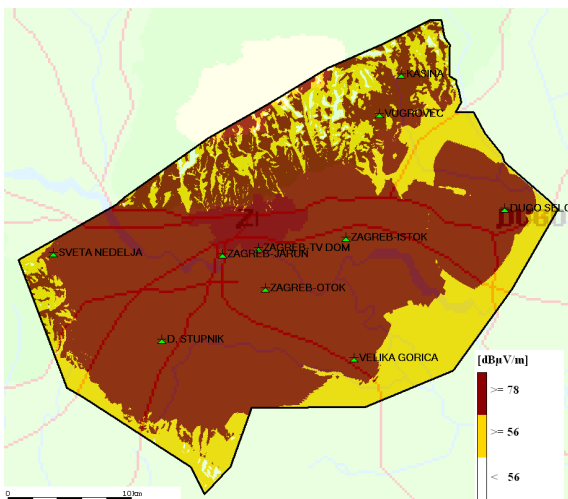 KAŠINA
VUGROVEC
DUGO SELO
ZAGREB-ISTOK
ZAGREB-TV DOM
ZAGREB-JARUN
SVETA NEDELJA
ZAGREB-OTOK
D. STUPNIK
VELIKA GORICA
[dBµV/m]
>= 78
>= 56
< 56
0 10 km